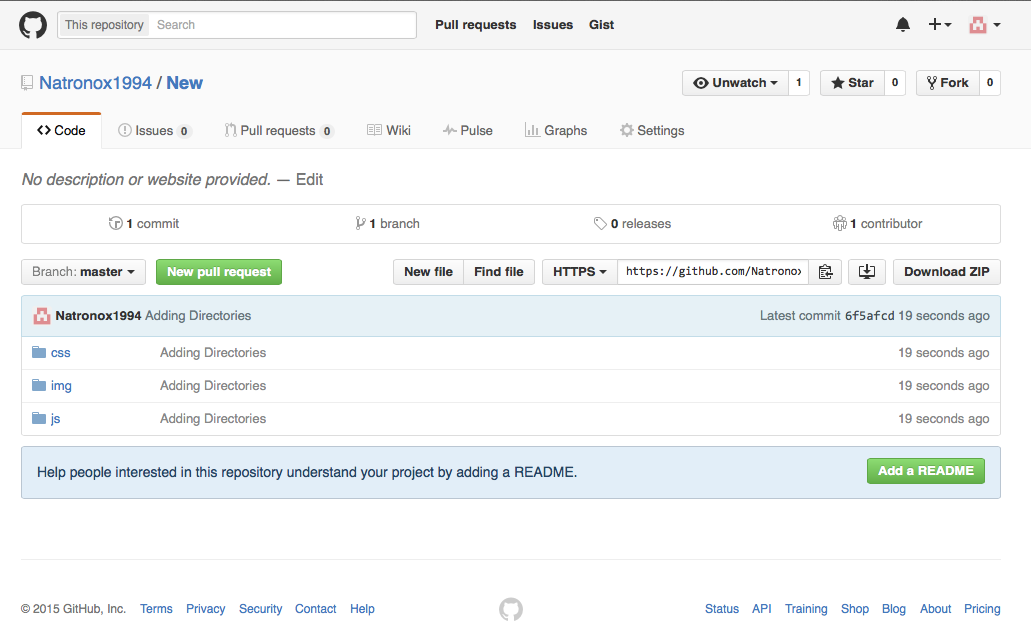 This repository Search Pull requests Issues Gist
Natronox1994 / New Unwatch 1 Star 0 Fork 0
Code Issues 0 Pull requests 0 Wiki Pulse Graphs Settings
No description or website provided. — Edit
1 commit 1 branch 0 releases 1 contributor
Branch: master New pull request New file Find file HTTPS https://github.com/Natrono Download ZIP
Natronox1994 Adding Directories Latest commit 6f5afcd 19 seconds ago
css Adding Directories 19 seconds ago
img Adding Directories 19 seconds ago
js Adding Directories 19 seconds ago
Help people interested in this repository understand your project by adding a README. Add a README
© 2015 GitHub, Inc. Terms Privacy Security Contact Help Status API Training Shop Blog About Pricing